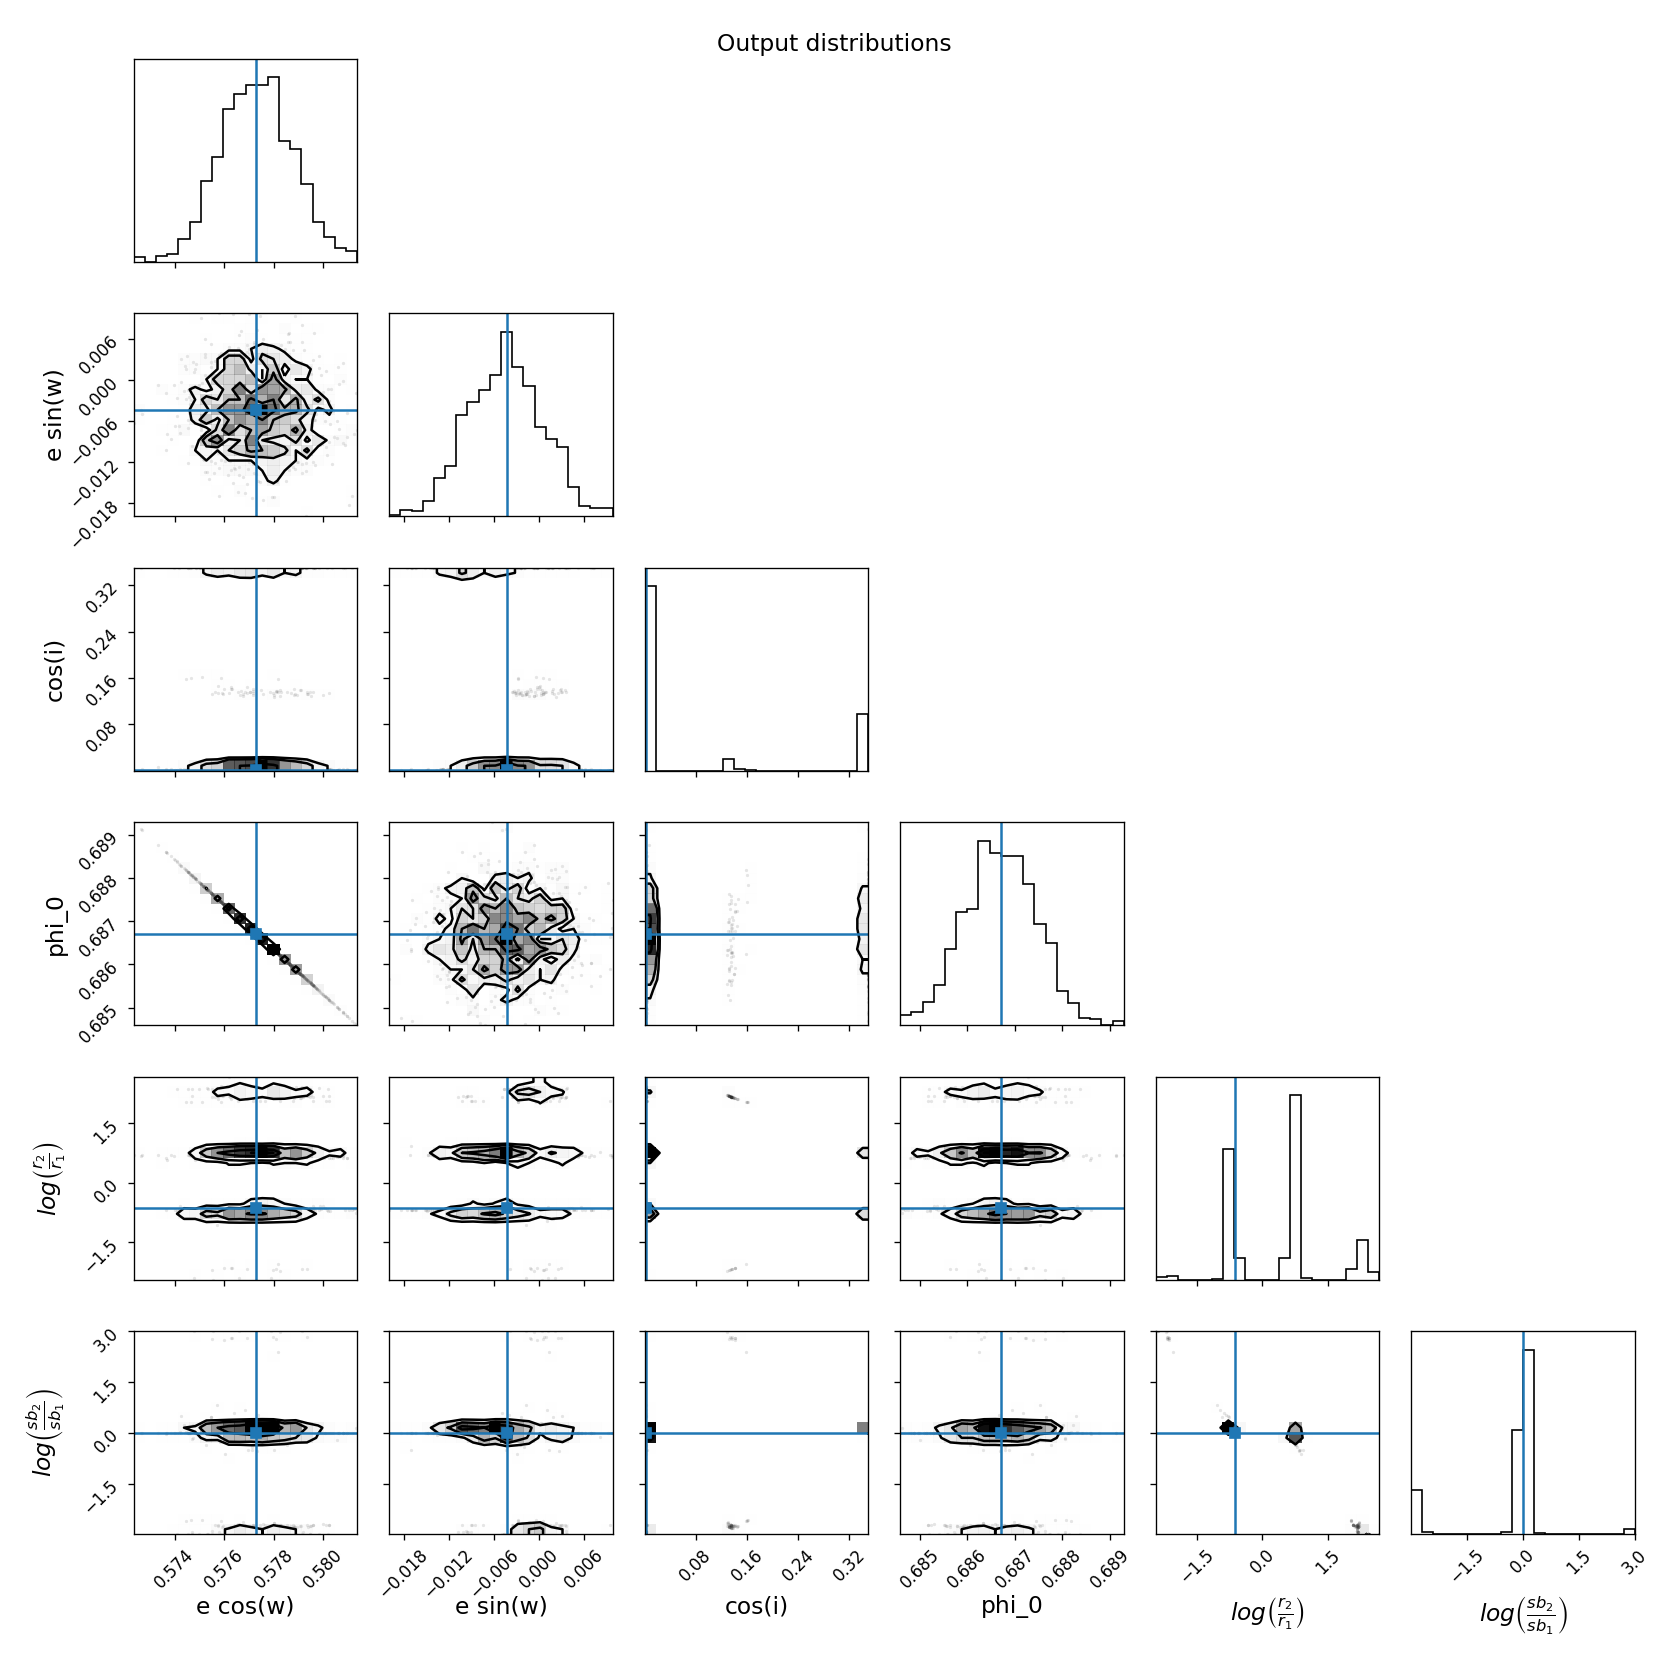 Output distributions
e sin(w)
0.006
0.000
−0.006
−0.012
−0.018
cos(i)
0.32
0.24
0.16
0.08
phi_0
0.689
0.688
0.687
0.686
0.685
log(r₂/r₁)
1.5
0.0
−1.5
log(sb₂/sb₁)
3.0
1.5
0.0
−1.5
0.574 0.576 0.578 0.580 −0.018 −0.012 −0.006 0.000 0.006 0.08 0.16 0.24 0.32 0.685 0.686 0.687 0.688 0.689 −1.5 0.0 1.5 −1.5 0.0 1.5 3.0
e cos(w) e sin(w) cos(i) phi_0 log(r₂/r₁) log(sb₂/sb₁)